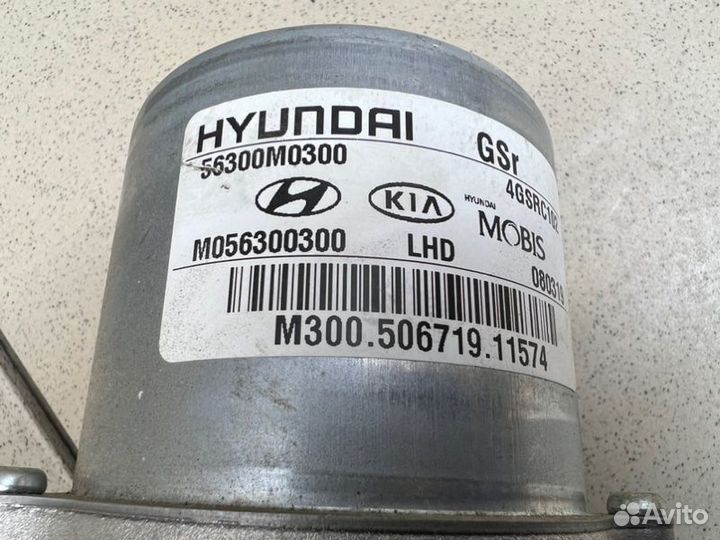 HYUNDAI GSr
56300M0300 4GSRC102
KIA HYUNDAI
MOBIS
M056300300 LHD 080319
M300.506719.11574
Avito